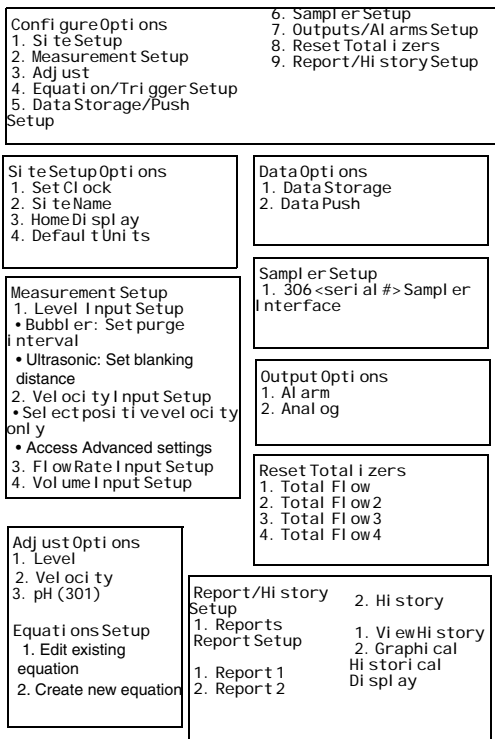 Configure Options
1. Site Setup
2. Measurement Setup
3. Adjust
4. Equation/Trigger Setup
5. Data Storage/Push
Setup
6. Sampler Setup
7. Outputs/Alarms Setup
8. Reset Totalizers
9. Report/History Setup
Site Setup Options
1. Set Clock
2. Site Name
3. Home Display
4. Default Units
Data Options
1. Data Storage
2. Data Push
Measurement Setup
1. Level Input Setup
• Bubbler: Set purge
interval
• Ultrasonic: Set blanking
distance
2. Velocity Input Setup
• Select positive velocity
only
• Access Advanced settings
3. Flow Rate Input Setup
4. Volume Input Setup
Sampler Setup
1. 306 <serial #> Sampler
Interface
Output Options
1. Alarm
2. Analog
Reset Totalizers
1. Total Flow
2. Total Flow2
3. Total Flow3
4. Total Flow4
Adjust Options
1. Level
2. Velocity
3. pH (301)
Equations Setup
1. Edit existing
equation
2. Create new equation
Report/History
Setup
1. Reports
Report Setup
1. Report 1
2. Report 2
2. History
1. View History
2. Graphical
Historical
Display